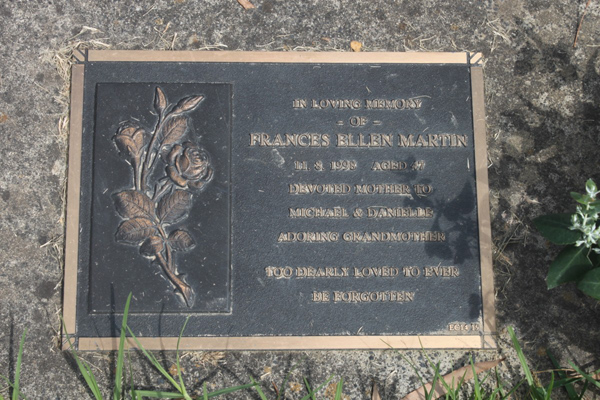 IN LOVING MEMORY
- OF -
FRANCES ELLEN MARTIN
AGED
DEVOTED MOTHER TO
MICHAEL & DANIELLE
ADORING GRANDMOTHER
TOO DEARLY LOVED TO EVER
BE FORGOTTEN